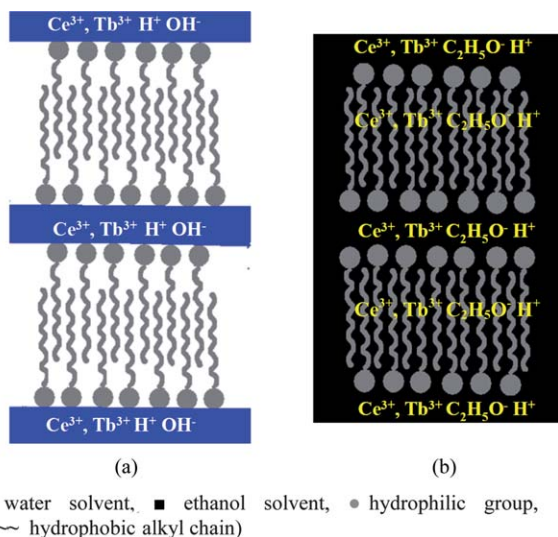 Ce³⁺, Tb³⁺ H⁺ OH⁻
Ce³⁺, Tb³⁺ H⁺ OH⁻
Ce³⁺, Tb³⁺ H⁺ OH⁻
(a)
Ce³⁺, Tb³⁺ C₂H₅O⁻ H⁺
Ce³⁺, Tb³⁺ C₂H₅O⁻ H⁺
Ce³⁺, Tb³⁺ C₂H₅O⁻ H⁺
Ce³⁺, Tb³⁺ C₂H₅O⁻ H⁺
Ce³⁺, Tb³⁺ C₂H₅O⁻ H⁺
(b)
water solvent, ■ ethanol solvent, ● hydrophilic group,
~ hydrophobic alkyl chain)